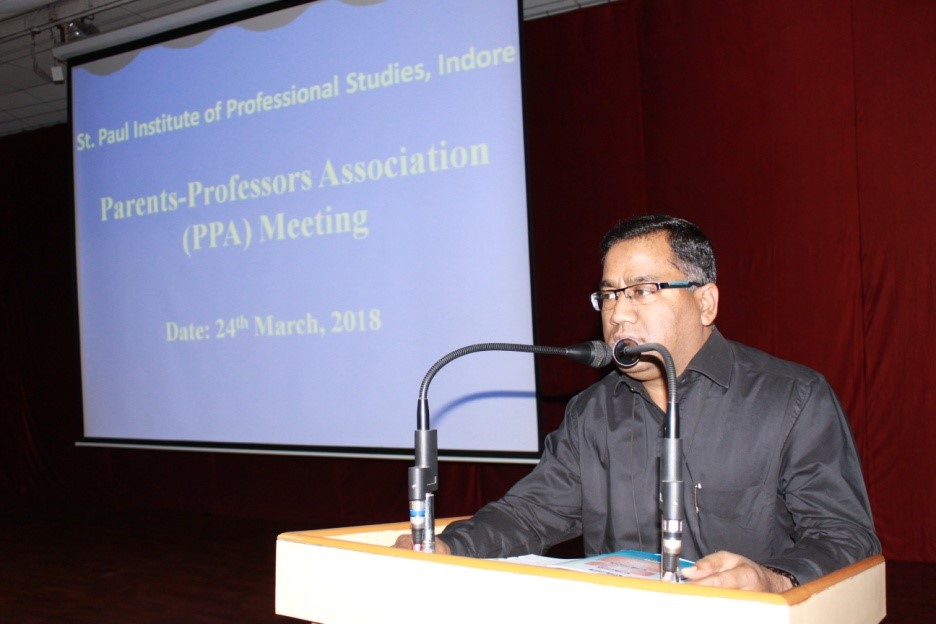 St. Paul Institute of Professional Studies, Indore
Parents-Professors Association
(PPA) Meeting
Date: 24th March, 2018